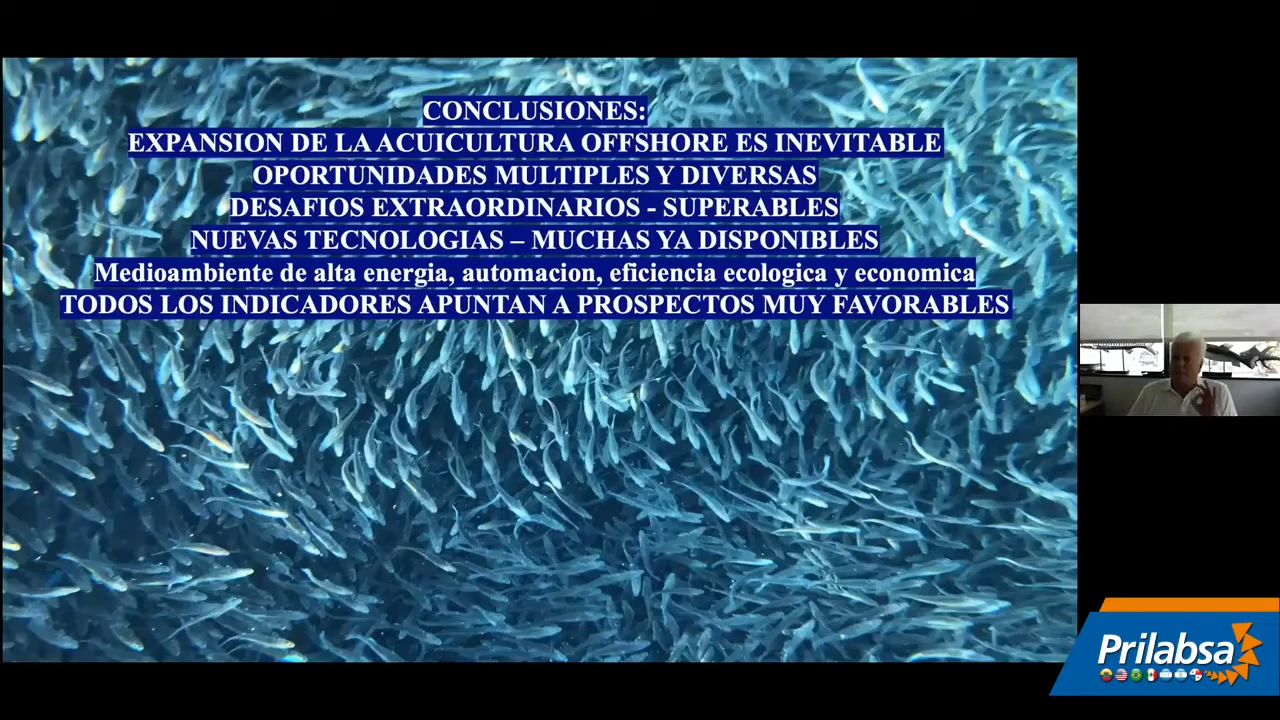 CONCLUSIONES:
EXPANSION DE LA ACUICULTURA OFFSHORE ES INEVITABLE
OPORTUNIDADES MULTIPLES Y DIVERSAS
DESAFIOS EXTRAORDINARIOS - SUPERABLES
NUEVAS TECNOLOGIAS – MUCHAS YA DISPONIBLES
Medioambiente de alta energia, automacion, eficiencia ecologica y economica
TODOS LOS INDICADORES APUNTAN A PROSPECTOS MUY FAVORABLES
Prilabsa